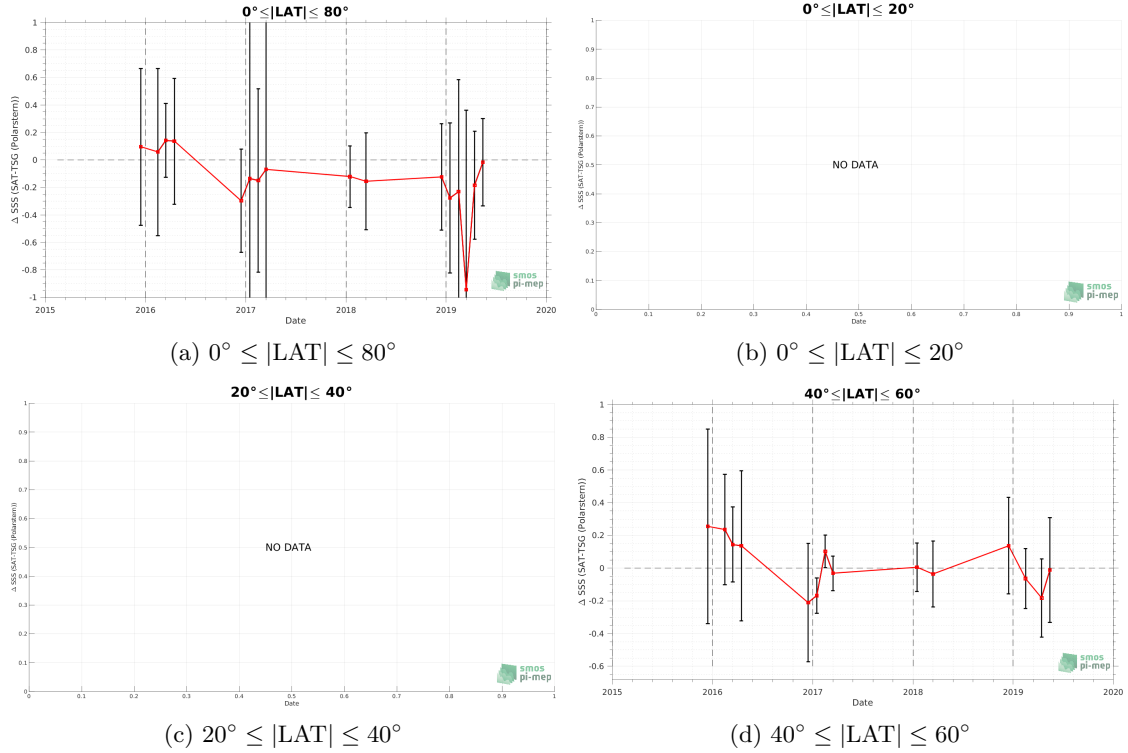 0°≤|LAT|≤ 80°
Δ SSS (SAT-TSG (Polarstern))
1
0.8
0.6
0.4
0.2
0
-0.2
-0.4
-0.6
-0.8
-1
2015 2016 2017 2018 2019 2020
Date
smos
pi-mep
(a) 0° ≤ |LAT| ≤ 80°
0°≤|LAT|≤ 20°
Δ SSS (SAT-TSG (Polarstern))
1
0.9
0.8
0.7
0.6
0.5
0.4
0.3
0.2
0.1
0
NO DATA
0 0.1 0.2 0.3 0.4 0.5 0.6 0.7 0.8 0.9 1
Date
smos
pi-mep
(b) 0° ≤ |LAT| ≤ 20°
20°≤|LAT|≤ 40°
Δ SSS (SAT-TSG (Polarstern))
1
0.9
0.8
0.7
0.6
0.5
0.4
0.3
0.2
0.1
0
NO DATA
0 0.1 0.2 0.3 0.4 0.5 0.6 0.7 0.8 0.9 1
Date
smos
pi-mep
(c) 20° ≤ |LAT| ≤ 40°
40°≤|LAT|≤ 60°
Δ SSS (SAT-TSG (Polarstern))
1
0.8
0.6
0.4
0.2
0
-0.2
-0.4
-0.6
2015 2016 2017 2018 2019 2020
Date
smos
pi-mep
(d) 40° ≤ |LAT| ≤ 60°